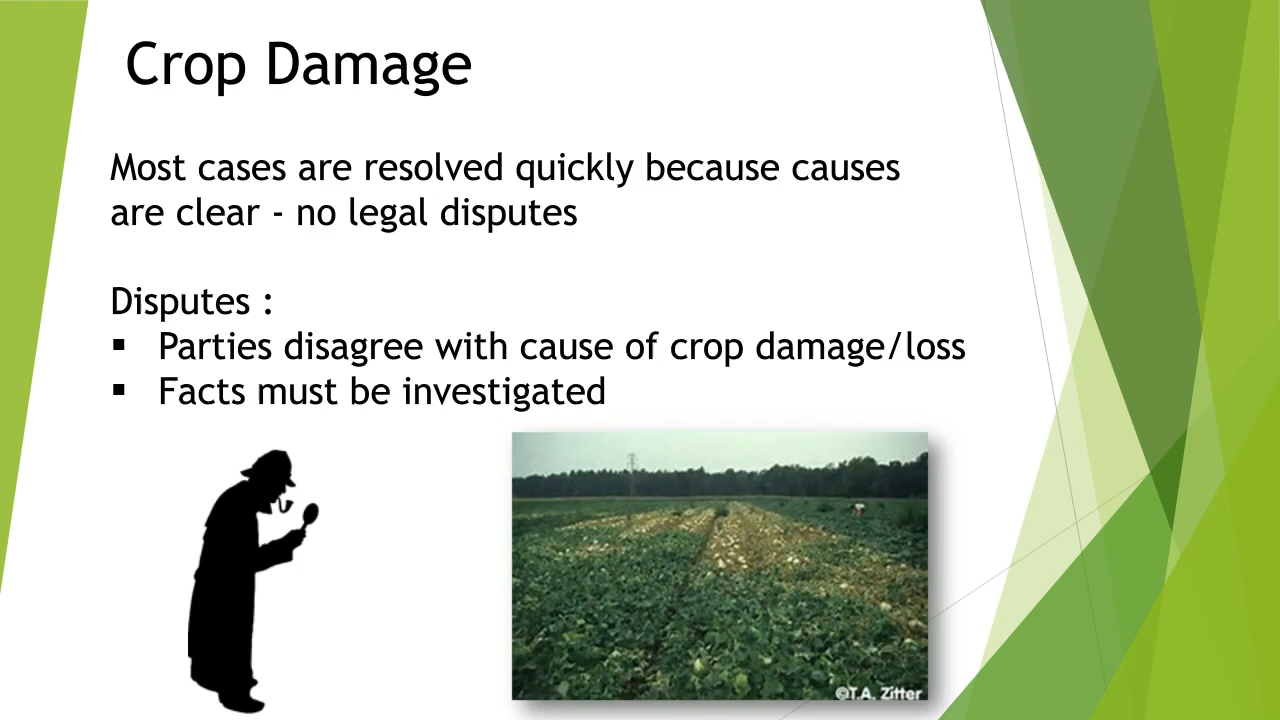 Crop Damage
Most cases are resolved quickly because causes
are clear - no legal disputes
Disputes :
▪ Parties disagree with cause of crop damage/loss
▪ Facts must be investigated
©T.A. Zitter